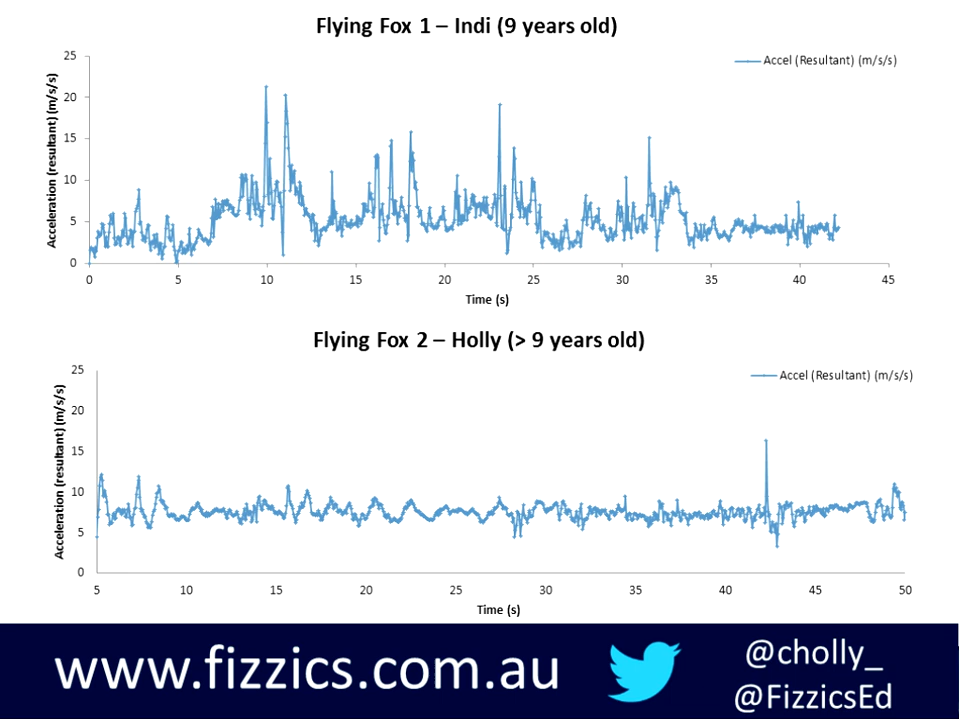 Flying Fox 1 – Indi (9 years old)
Accel (Resultant) (m/s/s)
Acceleration (resultant) (m/s/s)
25
20
15
10
5
0
0 5 10 15 20 25 30 35 40 45
Time (s)
Flying Fox 2 – Holly (> 9 years old)
Accel (Resultant) (m/s/s)
Acceleration (resultant) (m/s/s)
25
20
15
10
5
0
5 10 15 20 25 30 35 40 45 50
Time (s)
www.fizzics.com.au
@cholly_
@FizzicsEd